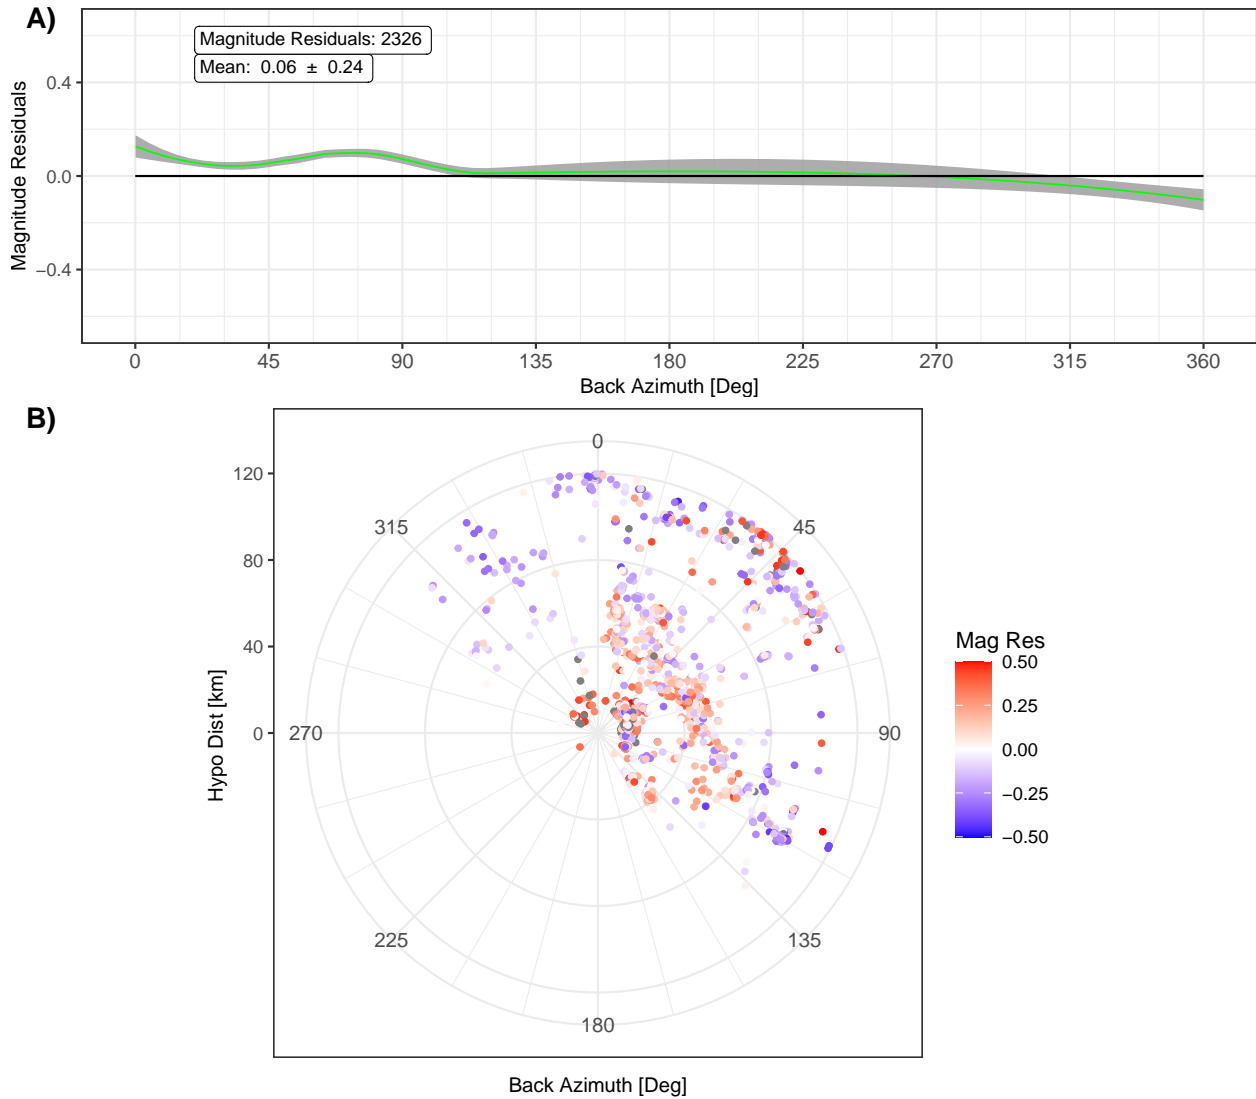 A)
Magnitude Residuals: 2326
Mean:  0.06  ±  0.24
Magnitude Residuals
0.4
0.0
−0.4
0 45 90 135 180 225 270 315 360
Back Azimuth [Deg]
B)
Hypo Dist [km]
120
80
40
0
0
45
90
135
180
225
270
315
Back Azimuth [Deg]
Mag Res
0.50
0.25
0.00
−0.25
−0.50